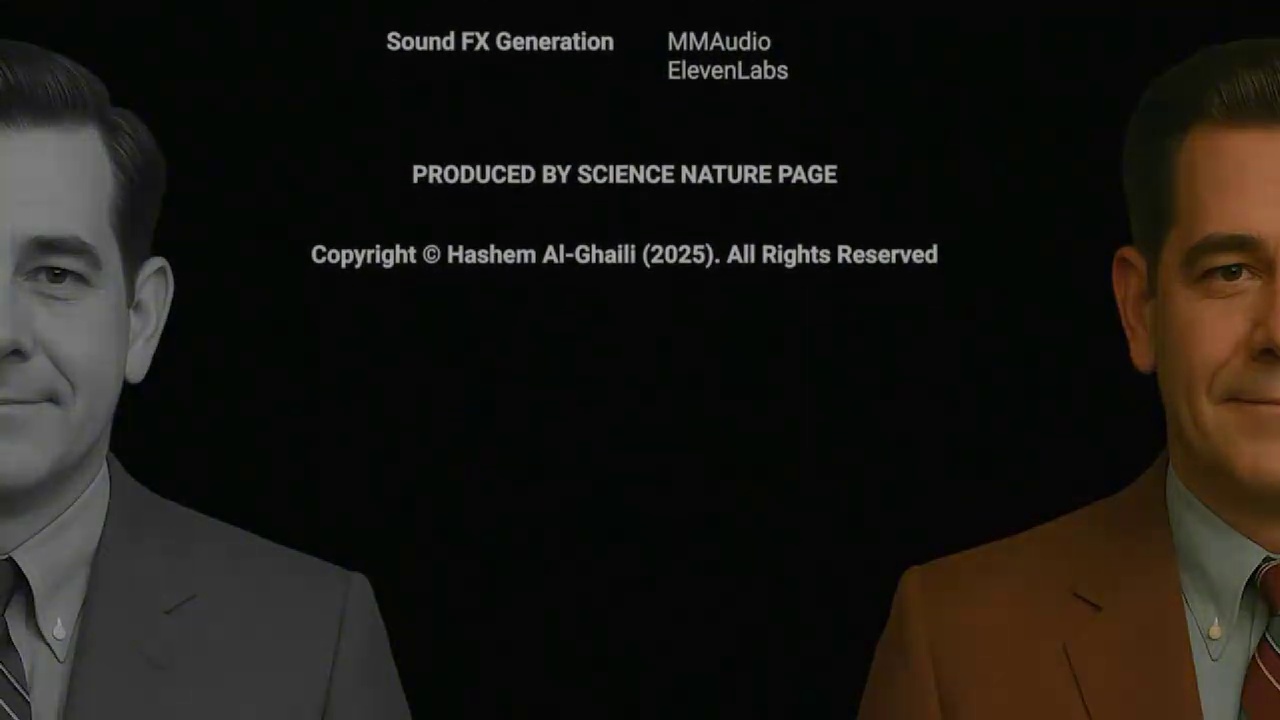 Sound FX Generation MMAudio
ElevenLabs
PRODUCED BY SCIENCE NATURE PAGE
Copyright © Hashem Al-Ghaili (2025). All Rights Reserved